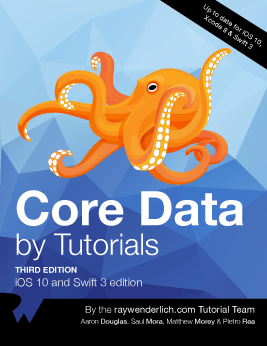 Up to date for iOS 10,
Xcode 8 & Swift 3
Core Data
by Tutorials
THIRD EDITION
iOS 10 and Swift 3 edition
By the raywenderlich.com Tutorial Team
Aaron Douglas, Saul Mora, Matthew Morey & Pietro Rea